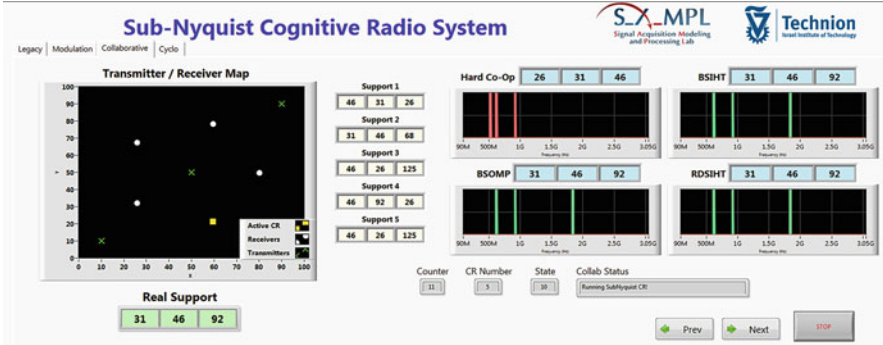 Sub-Nyquist Cognitive Radio System
S_X_MPL
Signal Acquisition Modeling
and Processing Lab
Technion
Israel Institute of Technology
Legacy Modulation Collaborative Cyclo
Transmitter / Receiver Map
100
90
80
70
60
50
40
30
20
10
0
Y
0 10 20 30 40 50 60 70 80 90 100
X
Active CR
Receivers
Transmitters
Real Support
31 46 92
Support 1
46 31 26
Support 2
31 46 68
Support 3
46 26 125
Support 4
46 92 26
Support 5
46 26 125
Hard Co-Op 26 31 46
90M 500M 1G 1.5G 2G 2.5G 3.05G
Frequency (Hz)
BSIHT 31 46 92
90M 500M 1G 1.5G 2G 2.5G 3.05G
Frequency (Hz)
BSOMP 31 46 92
90M 500M 1G 1.5G 2G 2.5G 3.05G
Frequency (Hz)
RDSIHT 31 46 92
90M 500M 1G 1.5G 2G 2.5G 3.05G
Frequency (Hz)
Counter
11
CR Number
5
State
10
Collab Status
Running SubNyquist CR!
Prev
Next
STOP